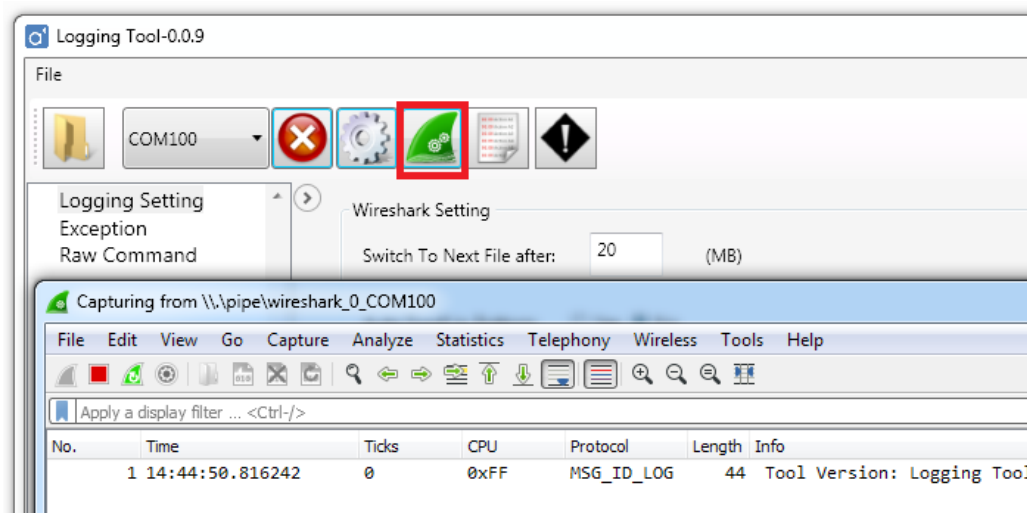 Logging Tool-0.0.9
File
COM100
Logging Setting
Exception
Raw Command
Wireshark Setting
Switch To Next File after: 20 (MB)
Capturing from \\.\pipe\wireshark_0_COM100
File Edit View Go Capture Analyze Statistics Telephony Wireless Tools Help
Apply a display filter ... <Ctrl-/>
No. Time Ticks CPU Protocol Length Info
1 14:44:50.816242 0 0xFF MSG_ID_LOG 44 Tool Version: Logging Tool